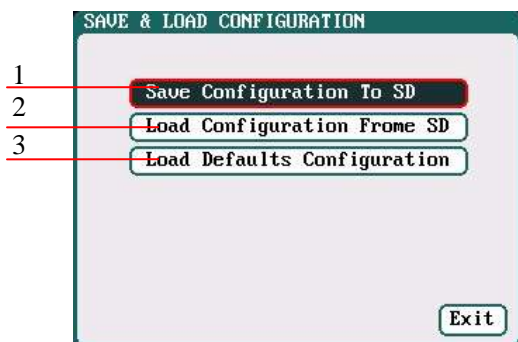 SAVE & LOAD CONFIGURATION
1
Save Configuration To SD
2
Load Configuration Frome SD
3
Load Defaults Configuration
Exit